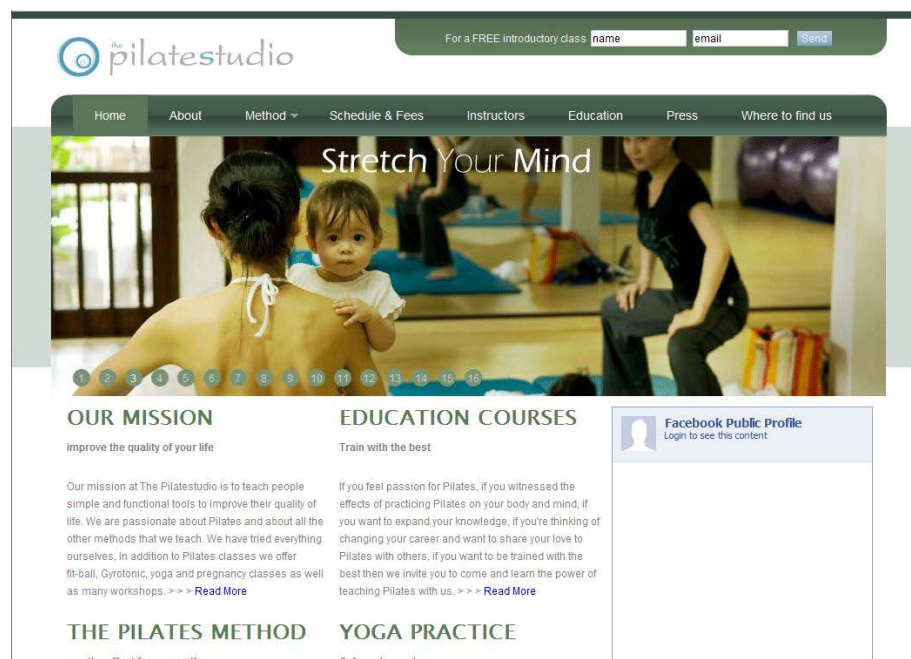 the
pilatestudio
For a FREE introductory class name email Send
Home About Method Schedule & Fees Instructors Education Press Where to find us
Stretch Your Mind
1 2 3 4 5 6 7 8 9 10 11 12 13 14 15 16
OUR MISSION
improve the quality of your life
Our mission at The Pilatestudio is to teach people
simple and functional tools to improve their quality of
life. We are passionate about Pilates and about all the
other methods that we teach. We have tried everything
ourselves, In addition to Pilates classes we offer
fit-ball, Gyrotonic, yoga and pregnancy classes as well
as many workshops. > > > Read More
EDUCATION COURSES
Train with the best
If you feel passion for Pilates, if you witnessed the
effects of practicing Pilates on your body and mind, if
you want to expand your knowledge, if you're thinking of
changing your career and want to share your love to
Pilates with others, if you want to be trained with the
best then we invite you to come and learn the power of
teaching Pilates with us. > > > Read More
Facebook Public Profile
Login to see this content
THE PILATES METHOD
YOGA PRACTICE